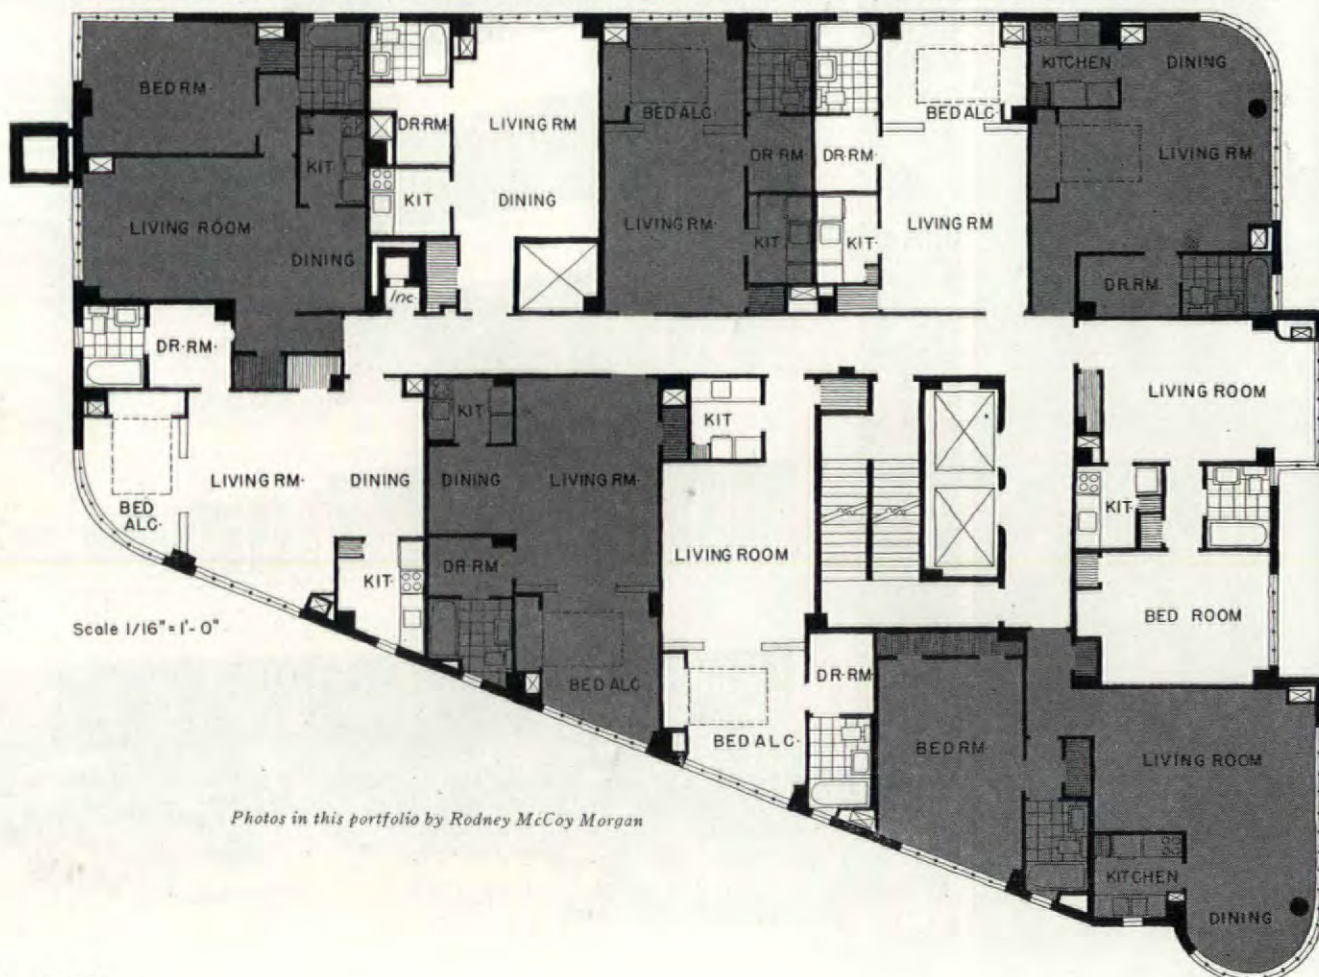 BED RM.
DR.RM.
LIVING RM
BED ALC.
DR.RM.
DR.RM.
BED ALC.
KITCHEN
DINING
LIVING RM.
KIT.
KIT
LIVING ROOM
DINING
DINING
LIVING RM.
KIT.
KIT.
LIVING RM
DR.RM.
Inc.
DR.RM.
LIVING ROOM
KIT
KIT
LIVING RM.
DINING
DINING
LIVING RM.
BED
ALC.
KIT.
LIVING ROOM
DR.RM
KIT.
BED ROOM
Scale 1/16"=1'-0"
DR.RM
BED ALC.
BED ALC.
BED RM.
LIVING ROOM
Photos in this portfolio by Rodney McCoy Morgan
KITCHEN
DINING